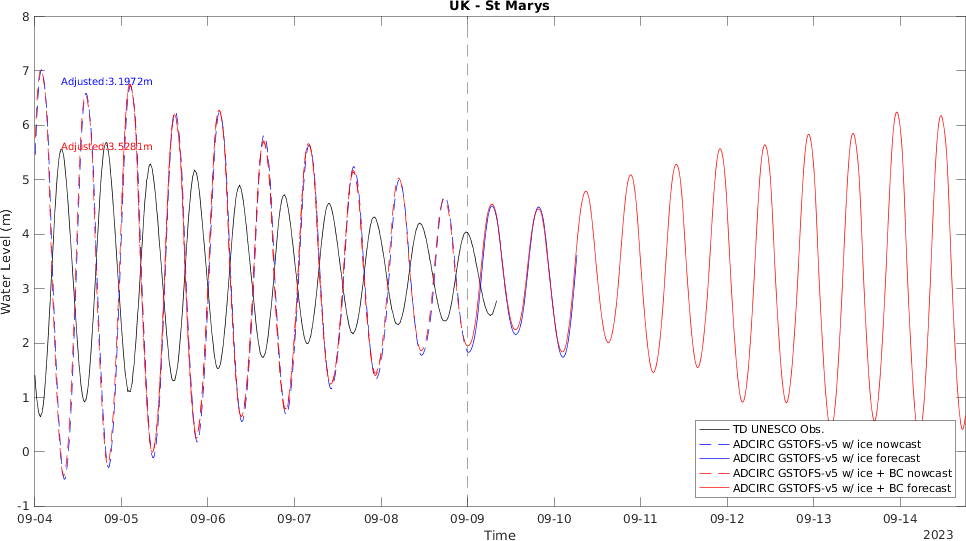 UK - St Marys
8
7
6
5
4
3
2
1
0
-1
Water Level (m)
Adjusted:3.1972m
Adjusted:3.5281m
TD UNESCO Obs.
ADCIRC GSTOFS-v5 w/ ice nowcast
ADCIRC GSTOFS-v5 w/ ice forecast
ADCIRC GSTOFS-v5 w/ ice + BC nowcast
ADCIRC GSTOFS-v5 w/ ice + BC forecast
09-04 09-05 09-06 09-07 09-08 09-09 09-10 09-11 09-12 09-13 09-14
Time
2023